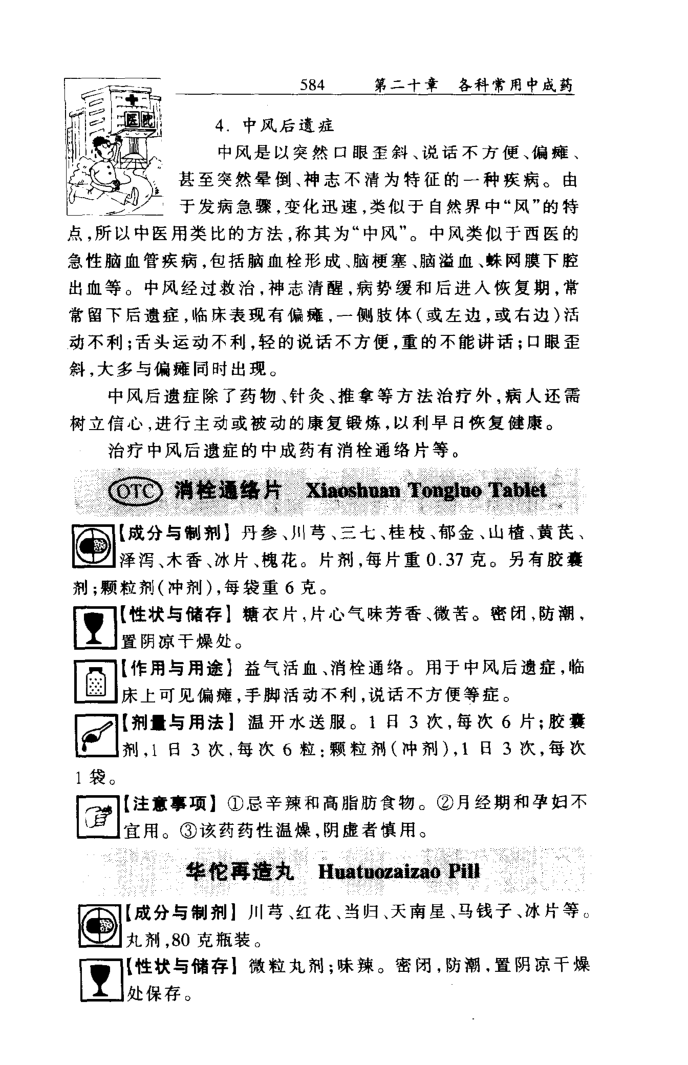 584 第二十章 各科常用中成药
医院
4. 中风后遗症
中风是以突然口眼歪斜、说话不方便、偏瘫、
甚至突然晕倒、神志不清为特征的一种疾病。由
于发病急骤,变化迅速,类似于自然界中“风”的特
点,所以中医用类比的方法,称其为“中风”。中风类似于西医的
急性脑血管疾病,包括脑血栓形成、脑梗塞、脑溢血、蛛网膜下腔
出血等。中风经过救治,神志清醒,病势缓和后进入恢复期,常
常留下后遗症,临床表现有偏瘫,一侧肢体(或左边,或右边)活
动不利;舌头运动不利,轻的说话不方便,重的不能讲话;口眼歪
斜,大多与偏瘫同时出现。
中风后遗症除了药物、针灸、推拿等方法治疗外,病人还需
树立信心,进行主动或被动的康复锻炼,以利早日恢复健康。
治疗中风后遗症的中成药有消栓通络片等。
OTC 消栓通络片 Xiaoshuan Tongluo Tablet
【成分与制剂】丹参、川芎、三七、桂枝、郁金、山楂、黄芪、
泽泻、木香、冰片、槐花。片剂,每片重 0.37 克。另有胶囊
剂;颗粒剂(冲剂),每袋重 6 克。
【性状与储存】糖衣片,片心气味芳香、微苦。密闭,防潮,
置阴凉干燥处。
【作用与用途】益气活血、消栓通络。用于中风后遗症,临
床上可见偏瘫,手脚活动不利,说话不方便等症。
【剂量与用法】温开水送服。1 日 3 次,每次 6 片;胶囊
剂,1 日 3 次,每次 6 粒;颗粒剂(冲剂),1 日 3 次,每次
1 袋。
【注意事项】①忌辛辣和高脂肪食物。②月经期和孕妇不
宜用。③该药药性温燥,阴虚者慎用。
华佗再造丸 Huatuozaizao Pill
【成分与制剂】川芎、红花、当归、天南星、马钱子、冰片等。
丸剂,80 克瓶装。
【性状与储存】微粒丸剂;味辣。密闭,防潮,置阴凉干燥
处保存。